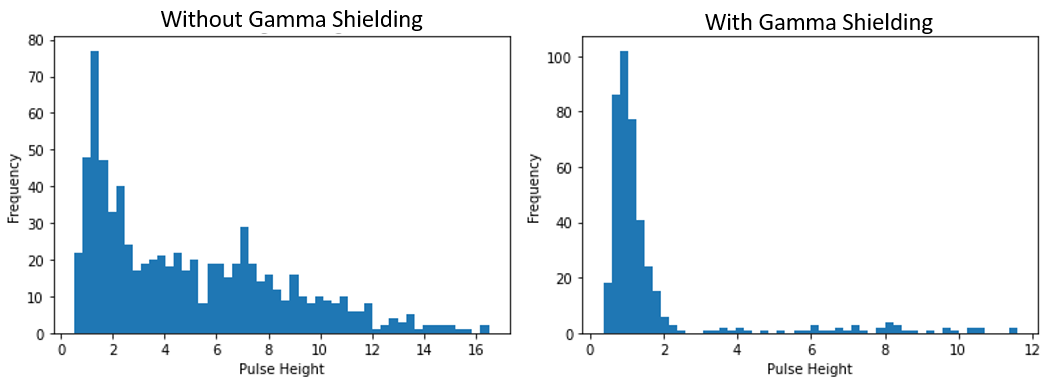 Without Gamma Shielding
80
70
60
50
40
30
20
10
0
Frequency
0 2 4 6 8 10 12 14 16
Pulse Height
With Gamma Shielding
100
80
60
40
20
0
Frequency
0 2 4 6 8 10 12
Pulse Height